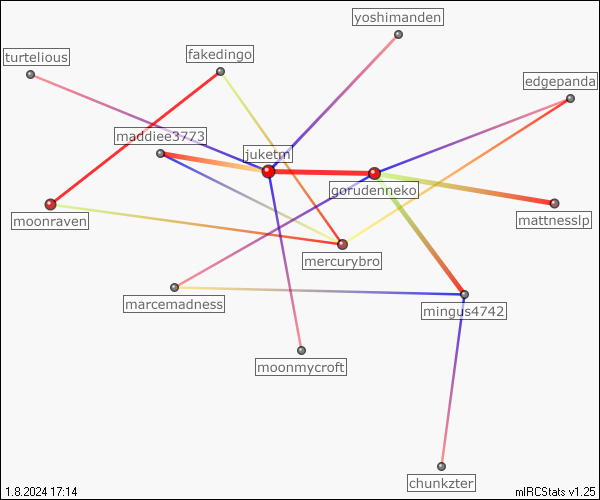 yoshimanden
turtelious
fakedingo
edgepanda
maddiee3773
juketm
gorudenneko
moonraven
mattnesslp
mercurybro
marcemadness
mingus4742
moonmycroft
chunkzter
1.8.2024 17:14
mIRCStats v1.25